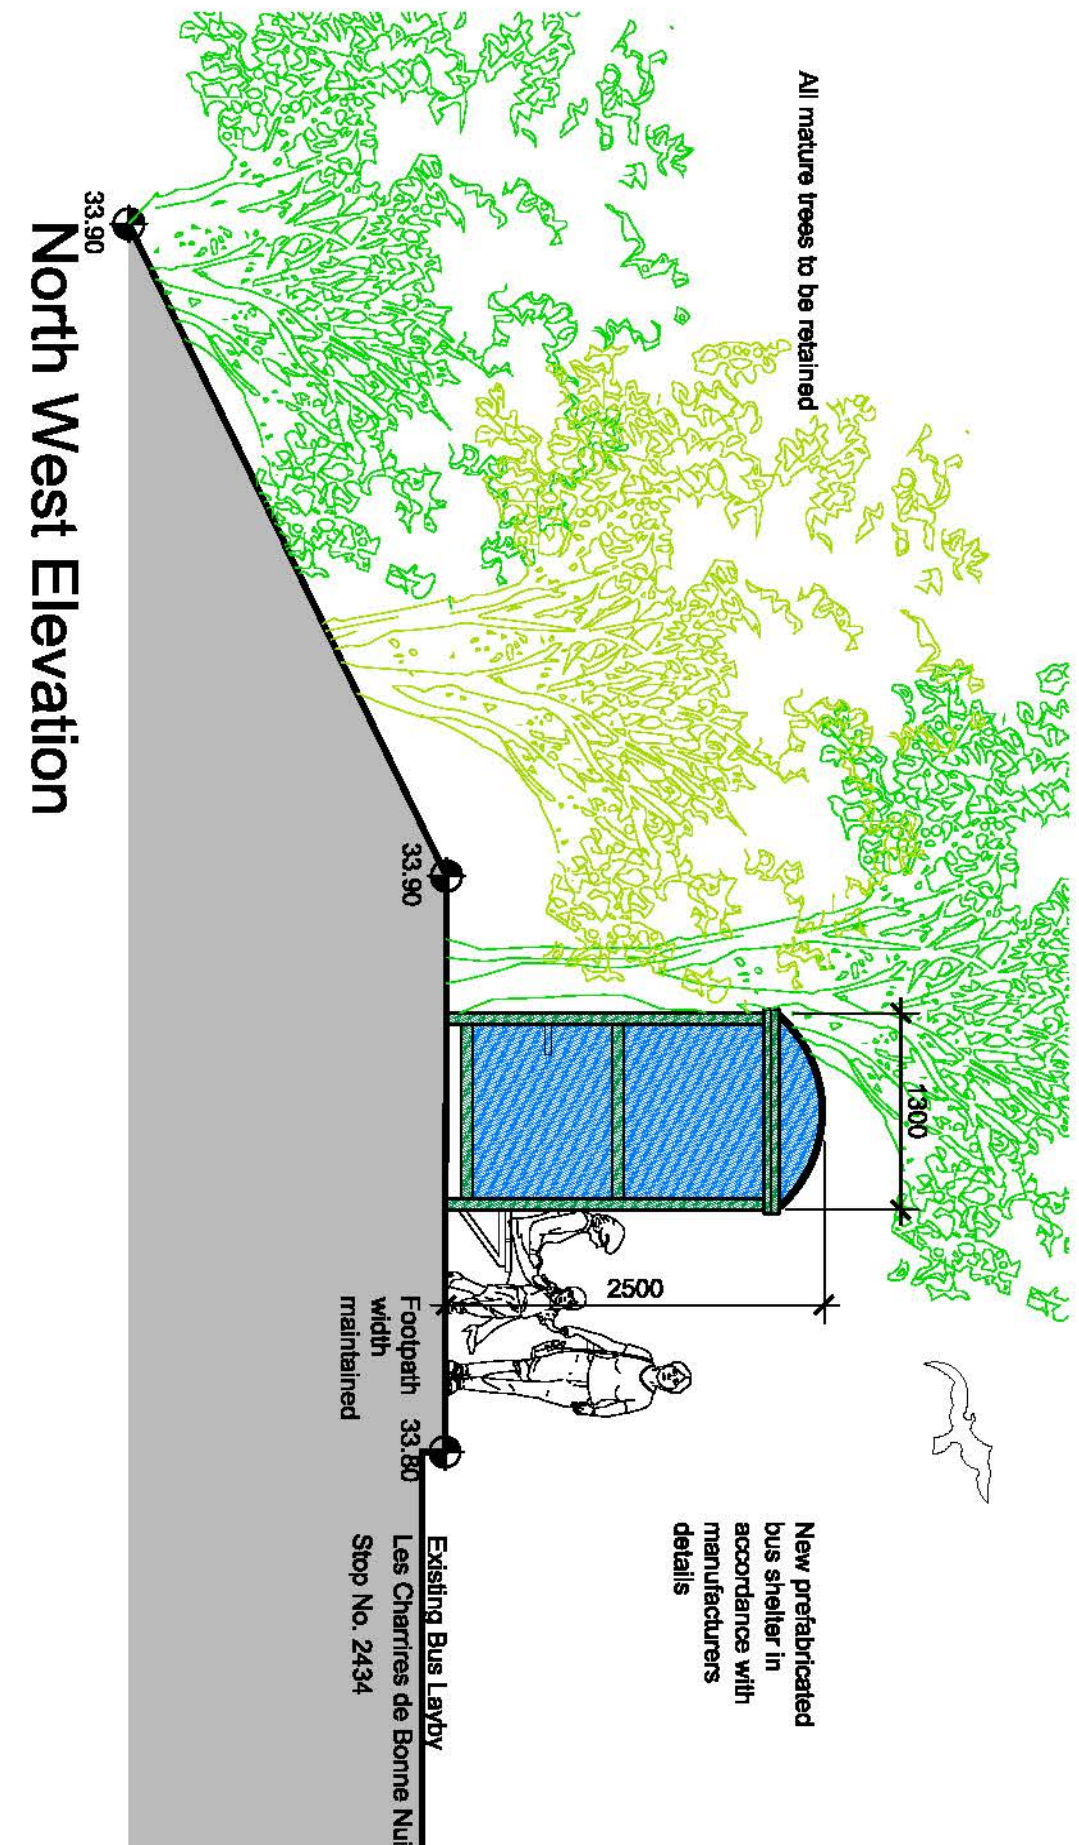 All mature trees to be retained
1300
2500
New prefabricated
bus shelter in
accordance with
manufacturers
details
33.90
33.90
Footpath
width
maintained
33.80
Existing Bus Layby
Les Charrires de Bonne Nui
Stop No. 2434
North West Elevation